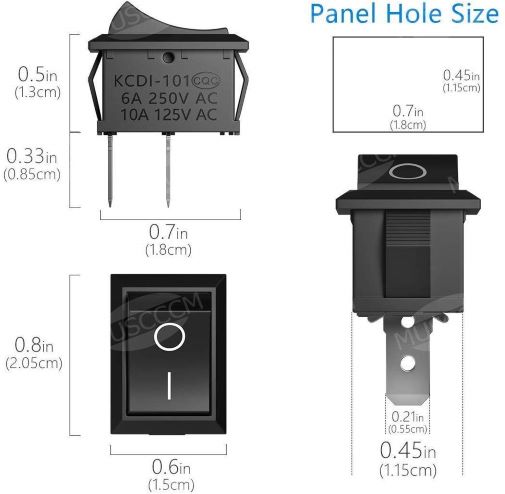 Panel Hole Size
0.5in
(1.3cm)
KCDI-101 CQC
6A 250V AC
10A 125V AC
0.45in
(1.15cm)
0.7in
(1.8cm)
0.33in
(0.85cm)
0.7in
(1.8cm)
MUSCCCM
0.8in
(2.05cm)
0.6in
(1.5cm)
0.21in
(0.55cm)
0.45in
(1.15cm)